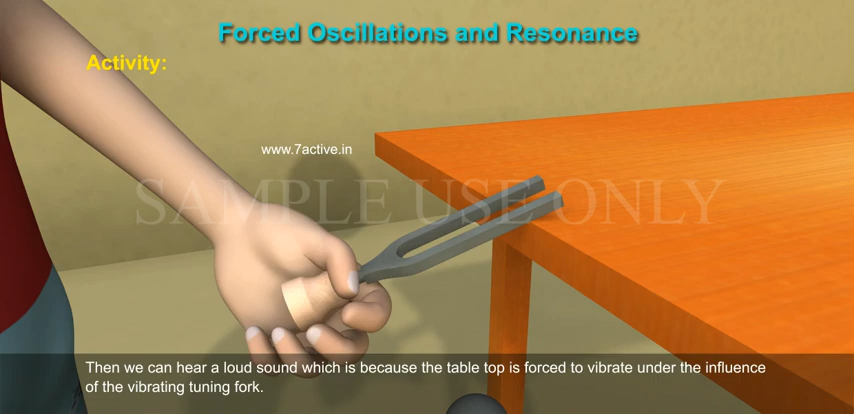 Forced Oscillations and Resonance
Activity:
www.7active.in
SAMPLE USE ONLY
Then we can hear a loud sound which is because the table top is forced to vibrate under the influence
of the vibrating tuning fork.